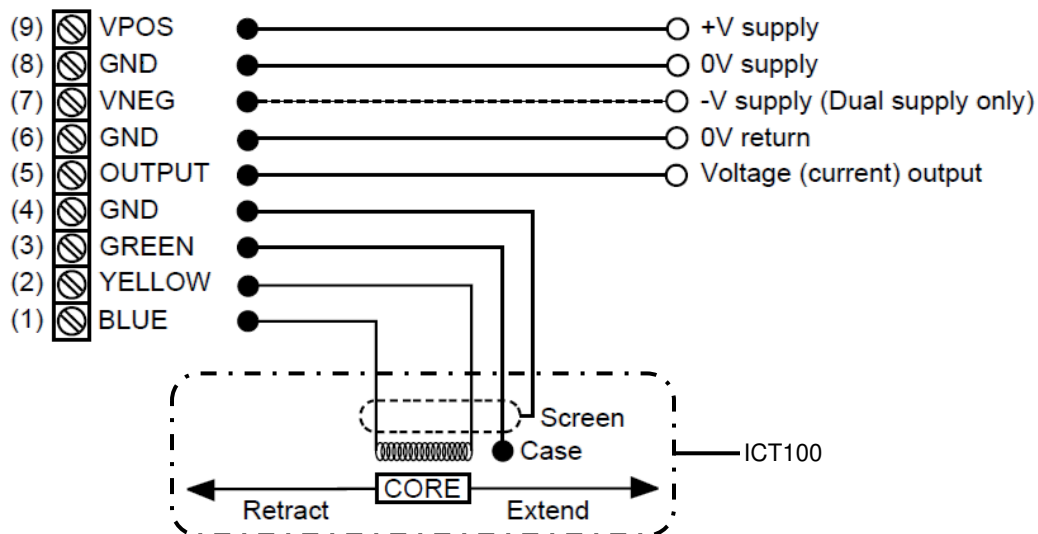 (9) VPOS +V supply
(8) GND 0V supply
(7) VNEG -V supply (Dual supply only)
(6) GND 0V return
(5) OUTPUT Voltage (current) output
(4) GND
(3) GREEN
(2) YELLOW
(1) BLUE
Screen
Case
ICT100
CORE
Retract Extend